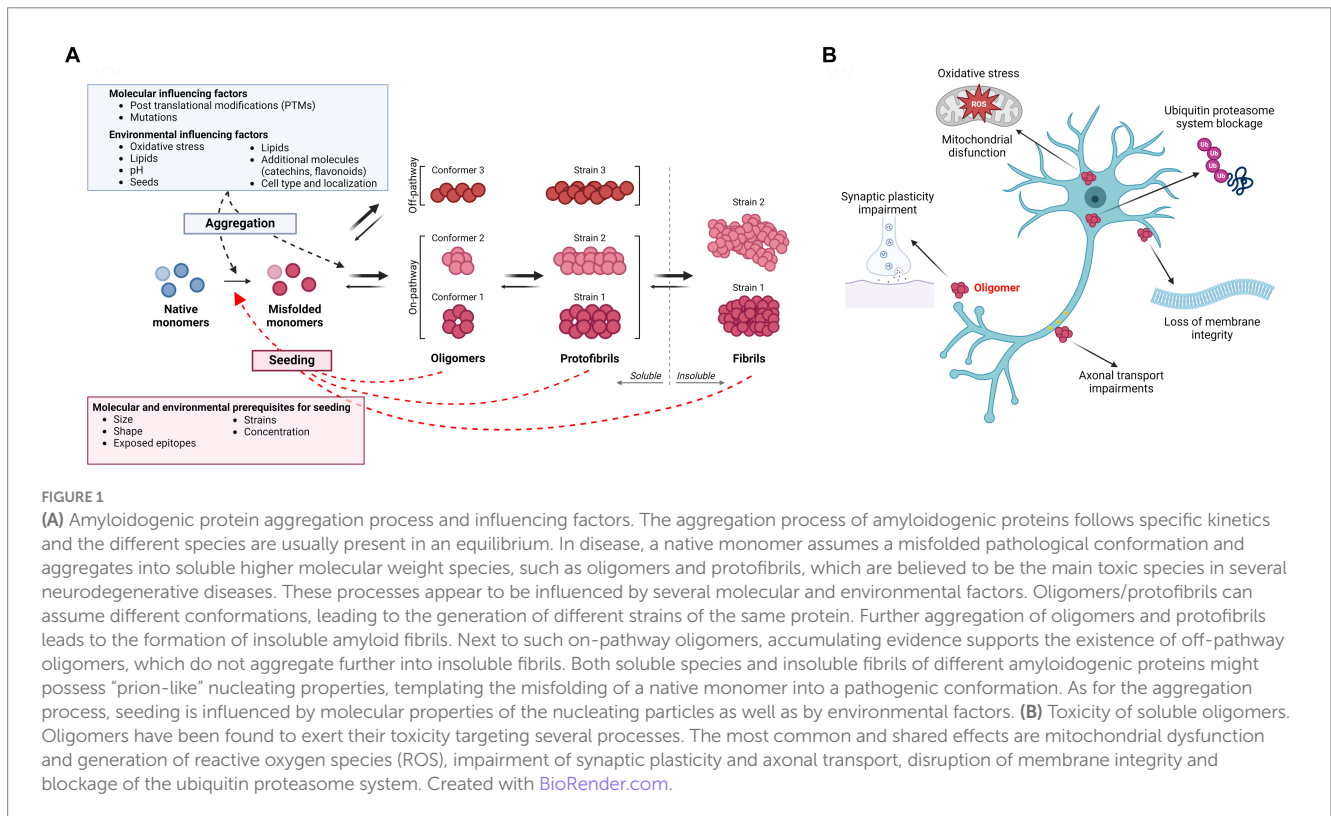 A
Molecular influencing factors
• Post translational modifications (PTMs)
• Mutations
Environmental influencing factors
• Oxidative stress
• Lipids
• pH
• Seeds
• Lipids
• Additional molecules
(catechins, flavonoids)
• Cell type and localization
Aggregation
Native
monomers
Misfolded
monomers
Seeding
Molecular and environmental prerequisites for seeding
• Size
• Shape
• Exposed epitopes
• Strains
• Concentration
Off-pathway
Conformer 3
Strain 3
On-pathway
Conformer 2
Strain 2
Conformer 1
Strain 1
Strain 2
Strain 1
Oligomers
Protofibrils
Fibrils
Soluble
Insoluble
B
Oxidative stress
ROS
Mitochondrial
disfunction
Ubiquitin proteasome
system blockage
Ub
Ub
Ub
Ub
Synaptic plasticity
impairment
Oligomer
Loss of membrane
integrity
Axonal transport
impairments
FIGURE 1
(A) Amyloidogenic protein aggregation process and influencing factors. The aggregation process of amyloidogenic proteins follows specific kinetics
and the different species are usually present in an equilibrium. In disease, a native monomer assumes a misfolded pathological conformation and
aggregates into soluble higher molecular weight species, such as oligomers and protofibrils, which are believed to be the main toxic species in several
neurodegenerative diseases. These processes appear to be influenced by several molecular and environmental factors. Oligomers/protofibrils can
assume different conformations, leading to the generation of different strains of the same protein. Further aggregation of oligomers and protofibrils
leads to the formation of insoluble amyloid fibrils. Next to such on-pathway oligomers, accumulating evidence supports the existence of off-pathway
oligomers, which do not aggregate further into insoluble fibrils. Both soluble species and insoluble fibrils of different amyloidogenic proteins might
possess “prion-like” nucleating properties, templating the misfolding of a native monomer into a pathogenic conformation. As for the aggregation
process, seeding is influenced by molecular properties of the nucleating particles as well as by environmental factors. (B) Toxicity of soluble oligomers.
Oligomers have been found to exert their toxicity targeting several processes. The most common and shared effects are mitochondrial dysfunction
and generation of reactive oxygen species (ROS), impairment of synaptic plasticity and axonal transport, disruption of membrane integrity and
blockage of the ubiquitin proteasome system. Created with BioRender.com.